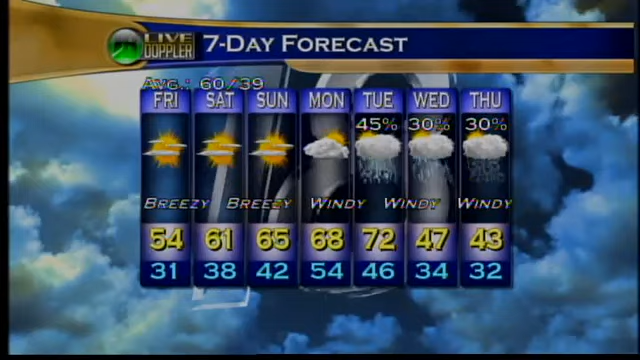 LIVE
DOPPLER
7-DAY FORECAST
AVG.: 60/39
FRI SAT SUN MON TUE WED THU
45% 30% 30%
BREEZY BREEZY WINDY WINDY WINDY
54 61 65 68 72 47 43
31 38 42 54 46 34 32